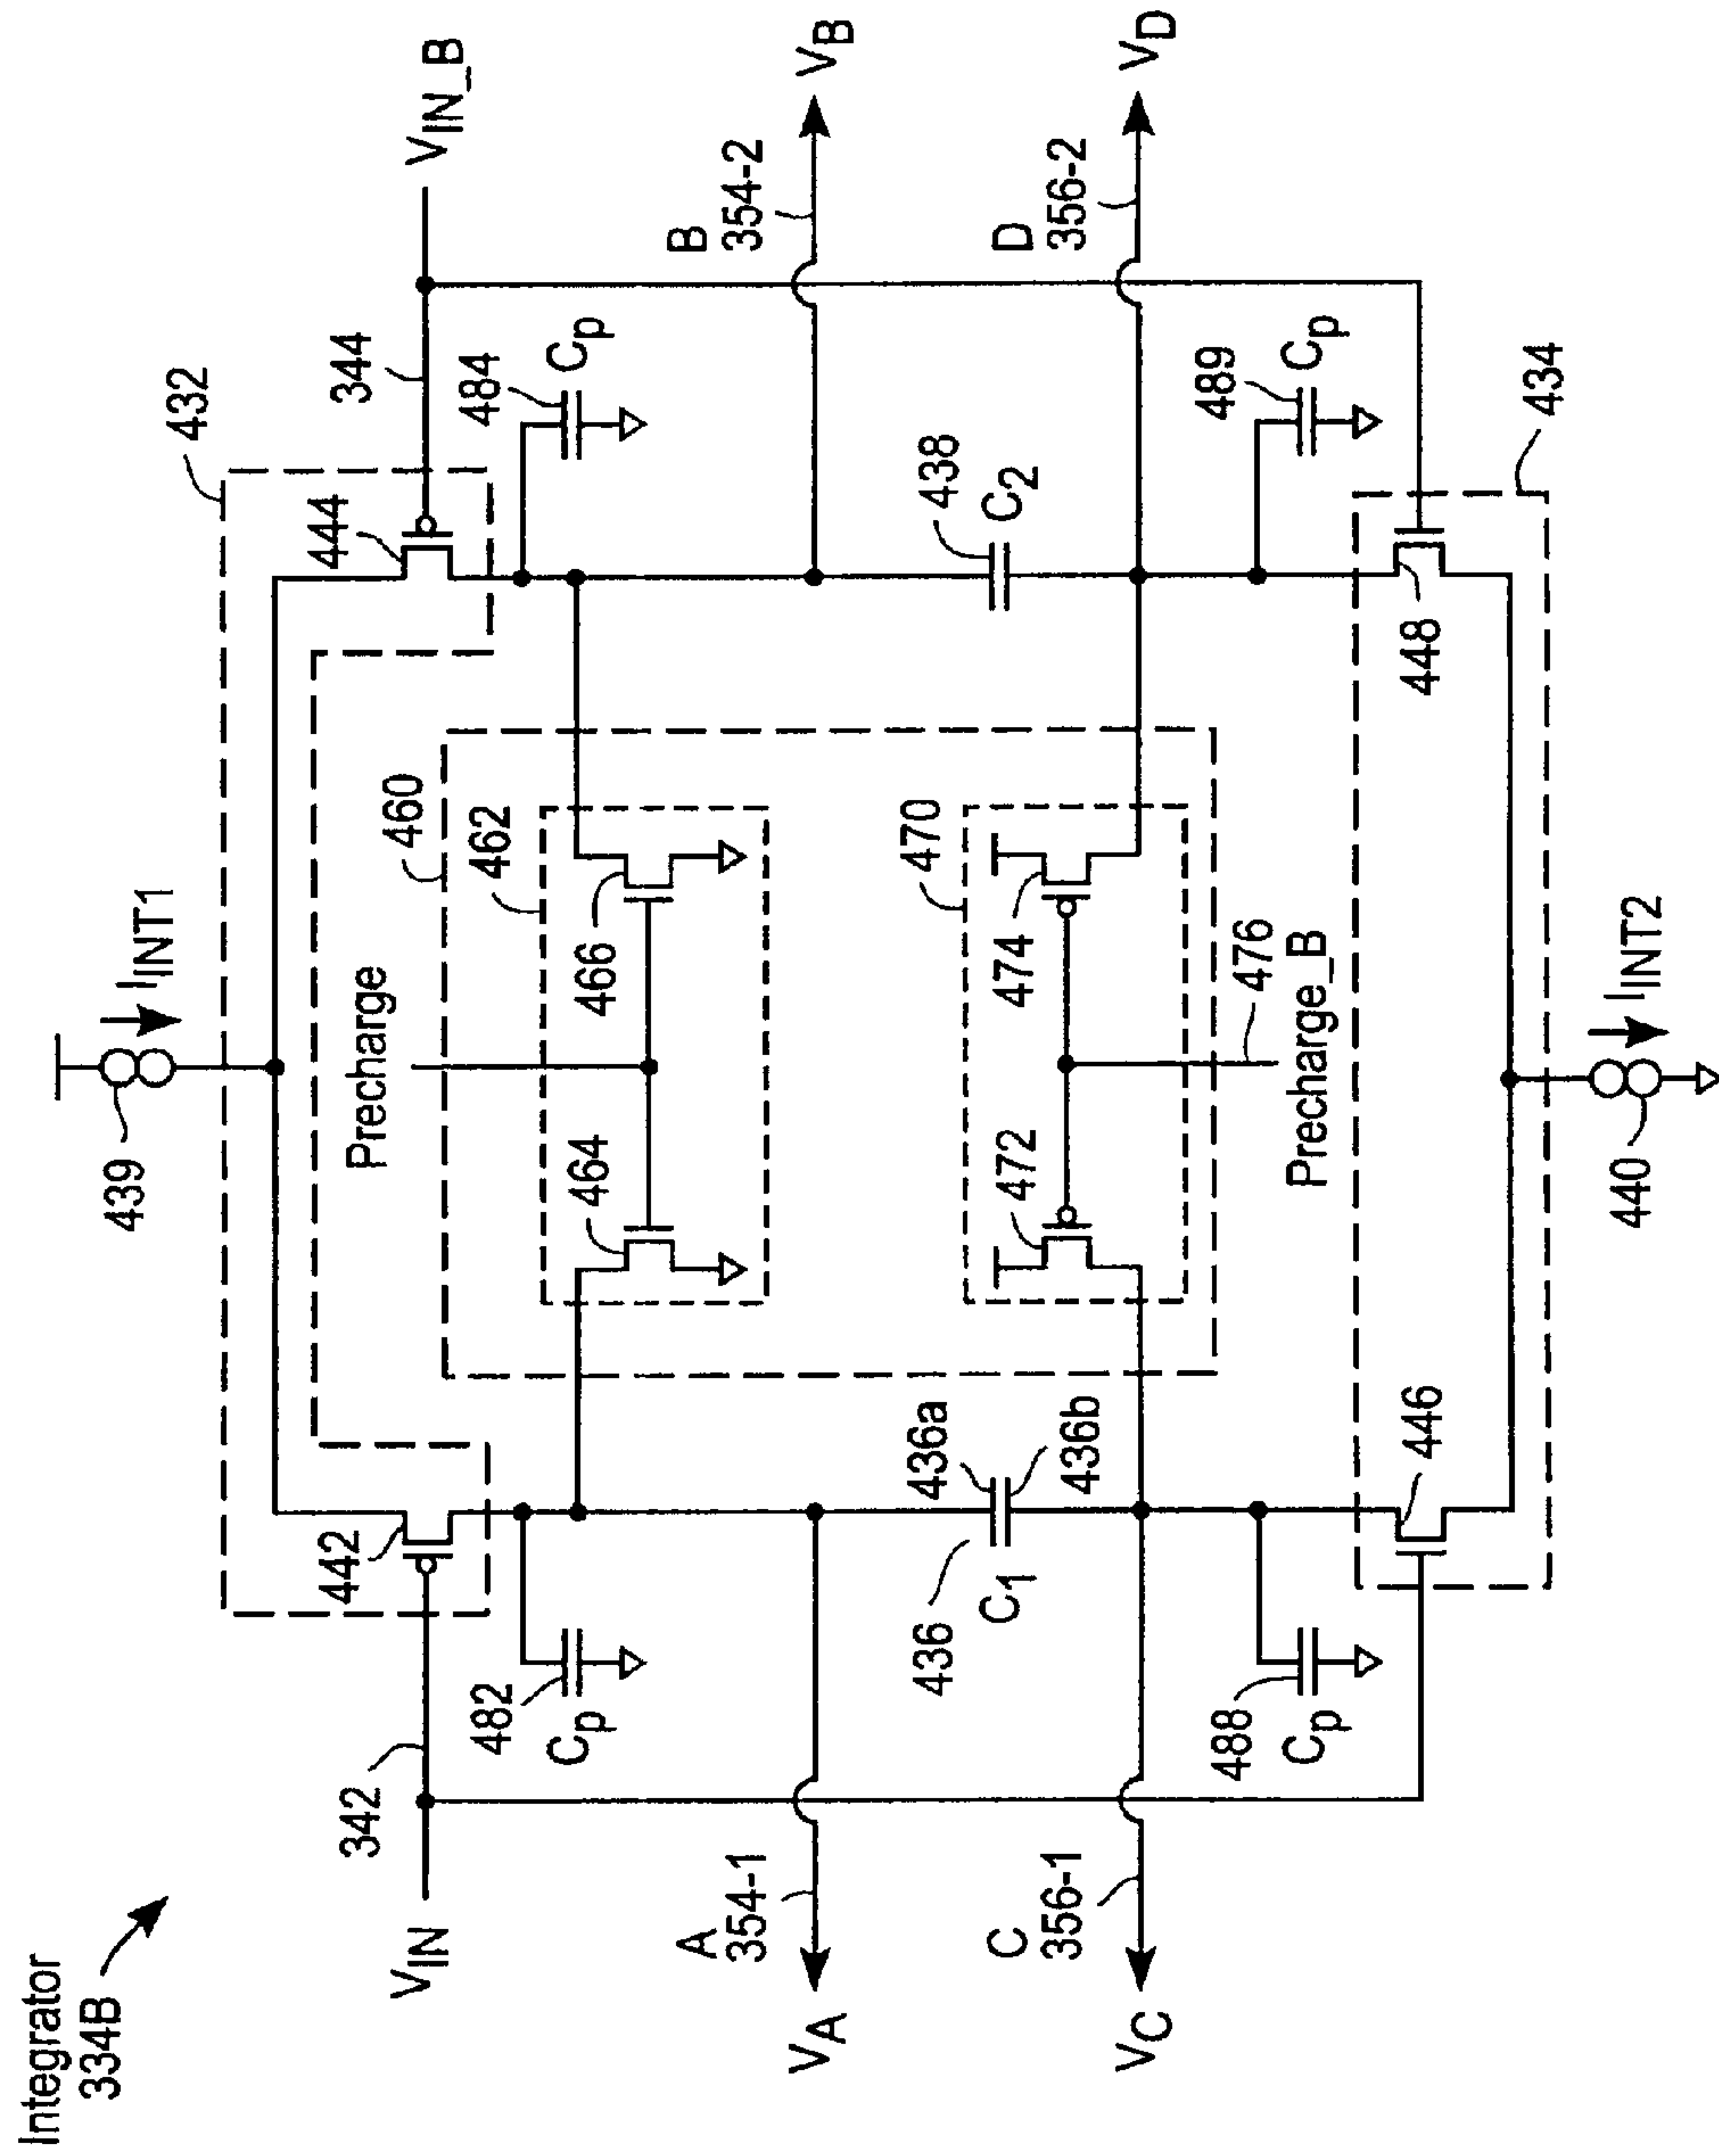 Integrator
334B
439
I_INT1
432
442
444
342
344
V_IN
V_IN_B
Precharge
460
482
C_p
484
C_p
462
464
466
A
354-1
V_A
B
354-2
V_B
436
C_1
436a
436b
438
C_2
470
472
474
C
356-1
V_C
D
356-2
V_D
476
Precharge_B
488
C_p
489
C_p
446
448
434
440
I_INT2